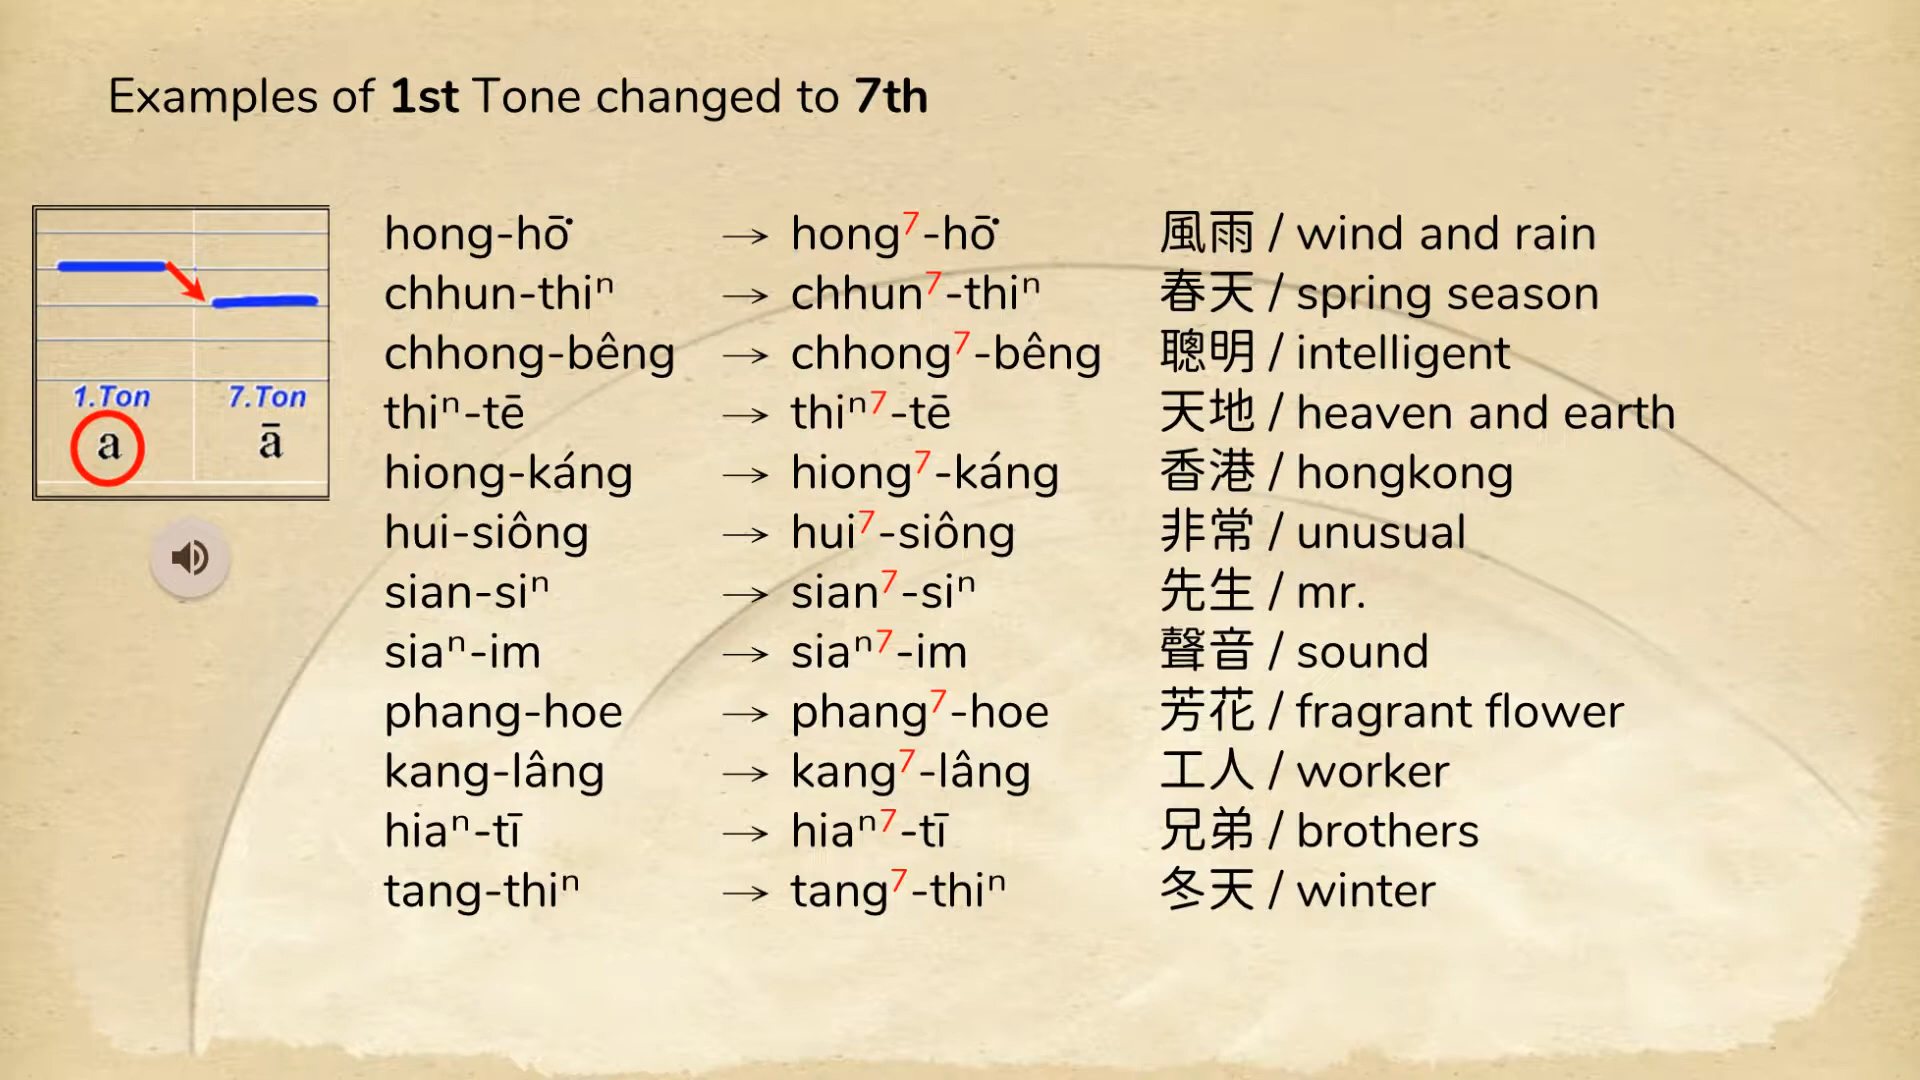 Examples of 1st Tone changed to 7th
1.Ton 7.Ton
a ā
hong-hō͘ → hong⁷-hō͘ 風雨 / wind and rain
chhun-thiⁿ → chhun⁷-thiⁿ 春天 / spring season
chhong-bêng → chhong⁷-bêng 聰明 / intelligent
thiⁿ-tē → thiⁿ⁷-tē 天地 / heaven and earth
hiong-káng → hiong⁷-káng 香港 / hongkong
hui-siông → hui⁷-siông 非常 / unusual
sian-siⁿ → sian⁷-siⁿ 先生 / mr.
siaⁿ-im → siaⁿ⁷-im 聲音 / sound
phang-hoe → phang⁷-hoe 芳花 / fragrant flower
kang-lâng → kang⁷-lâng 工人 / worker
hiaⁿ-tī → hiaⁿ⁷-tī 兄弟 / brothers
tang-thiⁿ → tang⁷-thiⁿ 冬天 / winter